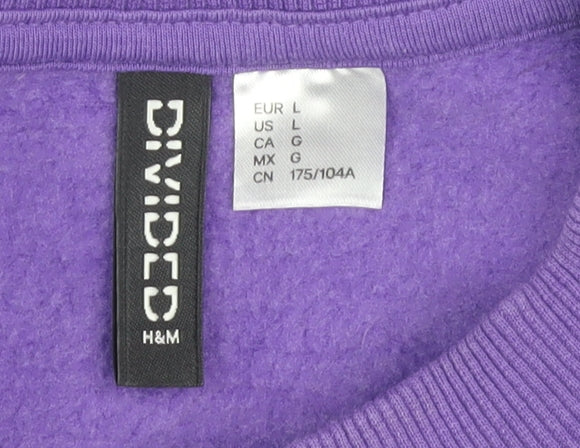 DIVIDED
H&M
EUR L
US L
CA G
MX G
CN 175/104A